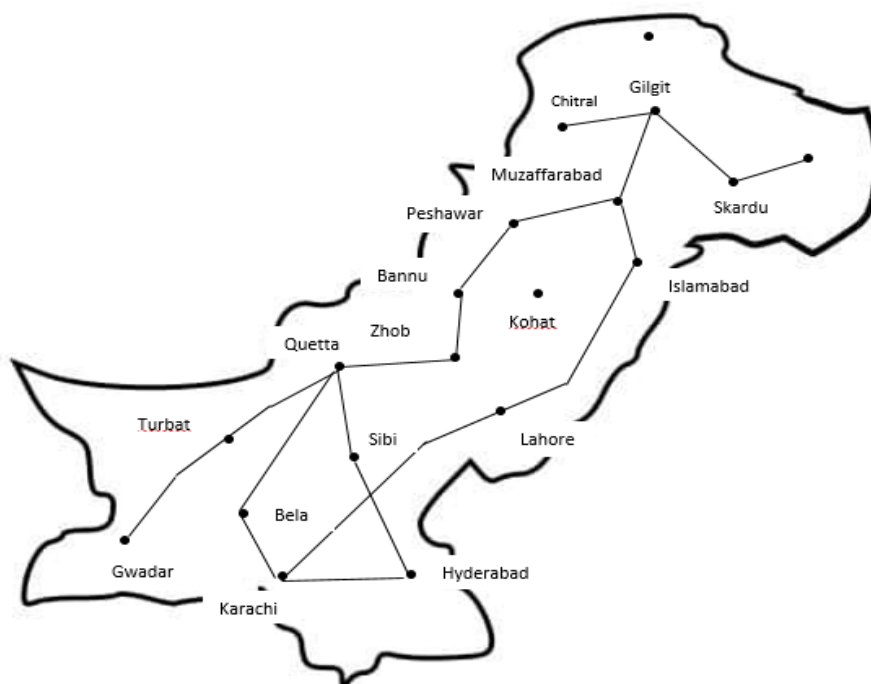 Gilgit
Chitral
Muzaffarabad
Skardu
Peshawar
Bannu
Islamabad
Kohat
Zhob
Quetta
Turbat
Sibi
Lahore
Bela
Gwadar
Hyderabad
Karachi